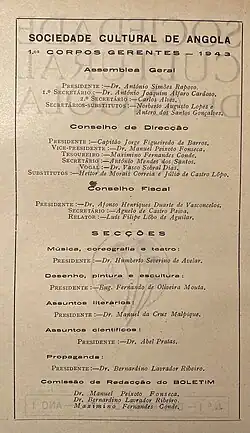 SOCIEDADE CULTURAL DE ANGOLA
1.os CORPOS GERENTES — 1943
Assembleia Geral
PRESIDENTE:—Dr. António Simões Raposo.
1.º SECRETÁRIO:—Dr. António Joaquim Alfaro Cardoso,
2.º SECRETÁRIO:—Carlos Alves,
SECRETÁRIOS-SUBSTITUTOS:—Norberto Augusto Lopes e
Antero dos Santos Gonçalves.
Conselho de Direcção
PRESIDENTE:—Capitão Jorge Figueiredo de Barros.
VICE-PRESIDENTE:—Dr. Manuel Peixoto Fonseca,
TESOUREIRO:—Maximino Fernandes Conde,
SECRETÁRIO:—António Mendes dos Santos,
VOGAL:—Dr. Vasco Sobral Dias,
SUBSTITUTOS:—Heitor de Morais Correia e Júlio de Castro Lôpo.
Conselho Fiscal
PRESIDENTE:—Dr. Afonso Henriques Duarte de Vasconcelos,
SECRETÁRIO:—Agnelo de Castro Paiva,
RELATOR:—Luís Filipe Lôbo de Aguilar.
SECÇÕES
Música, coreografia e teatro:
PRESIDENTE:—Dr. Humberto Severino de Avelar.
Desenho, pintura e escultura:
PRESIDENTE:—Eng. Fernando de Oliveira Mouta.
Assuntos literários:
PRESIDENTE:—Dr. Manuel da Cruz Malpique.
Assuntos científicos:
PRESIDENTE:—Dr. Abel Pratas.
Propaganda:
PRESIDENTE:—Dr. Bernardino Lavrador Ribeiro.
Comissão de Redacção do BOLETIM
Dr. Manuel Peixoto Fonseca,
Dr. Bernardino Lavrador Ribeiro,
Maximino Fernandes Conde.